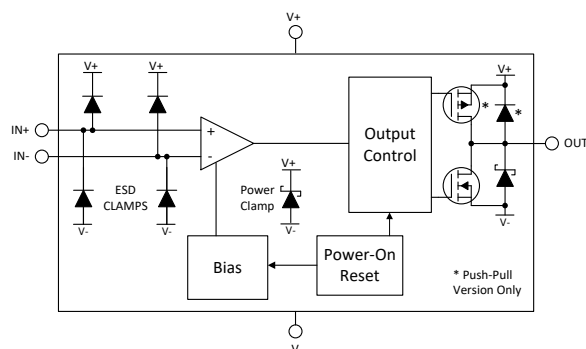 V+
V+
V+
V+
IN+
IN-
+
-
ESD
CLAMPS
V-
V-
V+
Power
Clamp
V-
Output
Control
*
*
OUT
V-
Bias
Power-On
Reset
* Push-Pull
Version Only